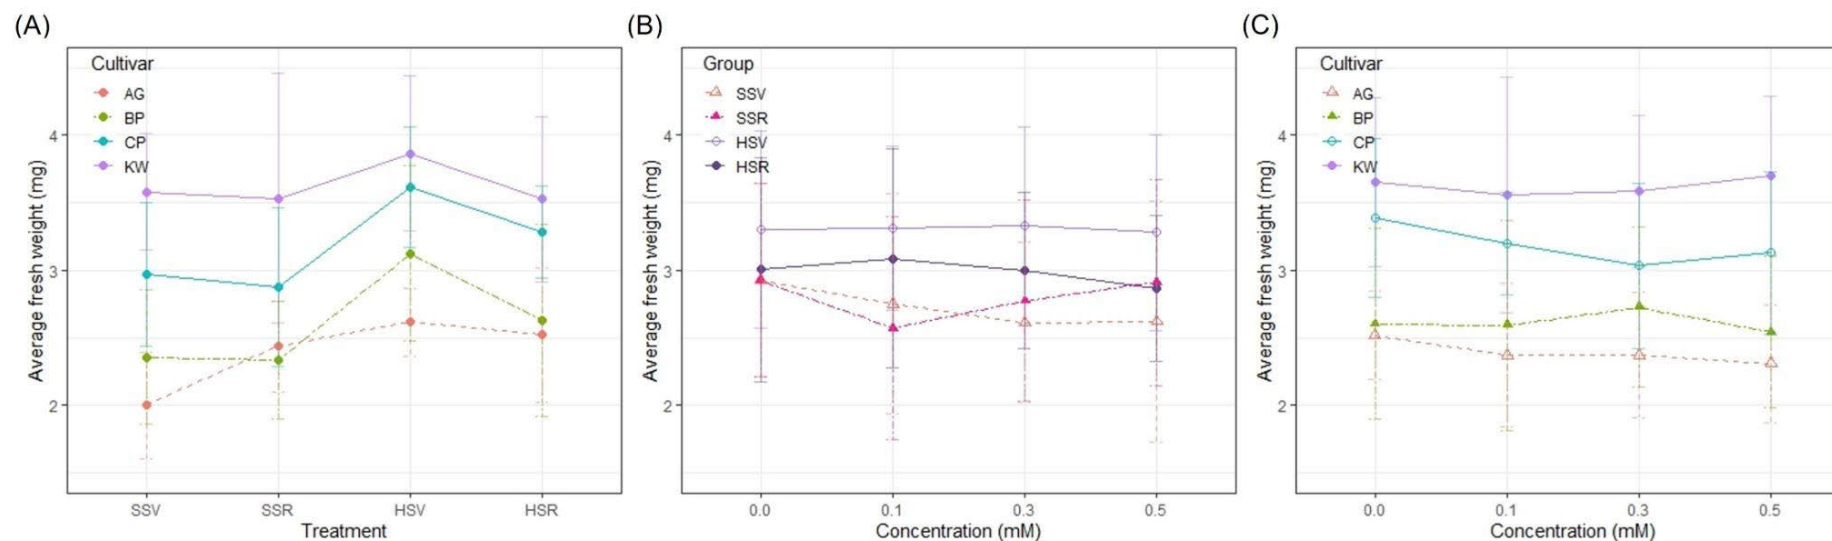 (A)
Cultivar
AG
BP
CP
KW
4
3
2
Average fresh weight (mg)
SSV SSR HSV HSR
Treatment
(B)
Group
SSV
SSR
HSV
HSR
4
3
2
Average fresh weight (mg)
0.0 0.1 0.3 0.5
Concentration (mM)
(C)
Cultivar
AG
BP
CP
KW
4
3
2
Average fresh weight (mg)
0.0 0.1 0.3 0.5
Concentration (mM)